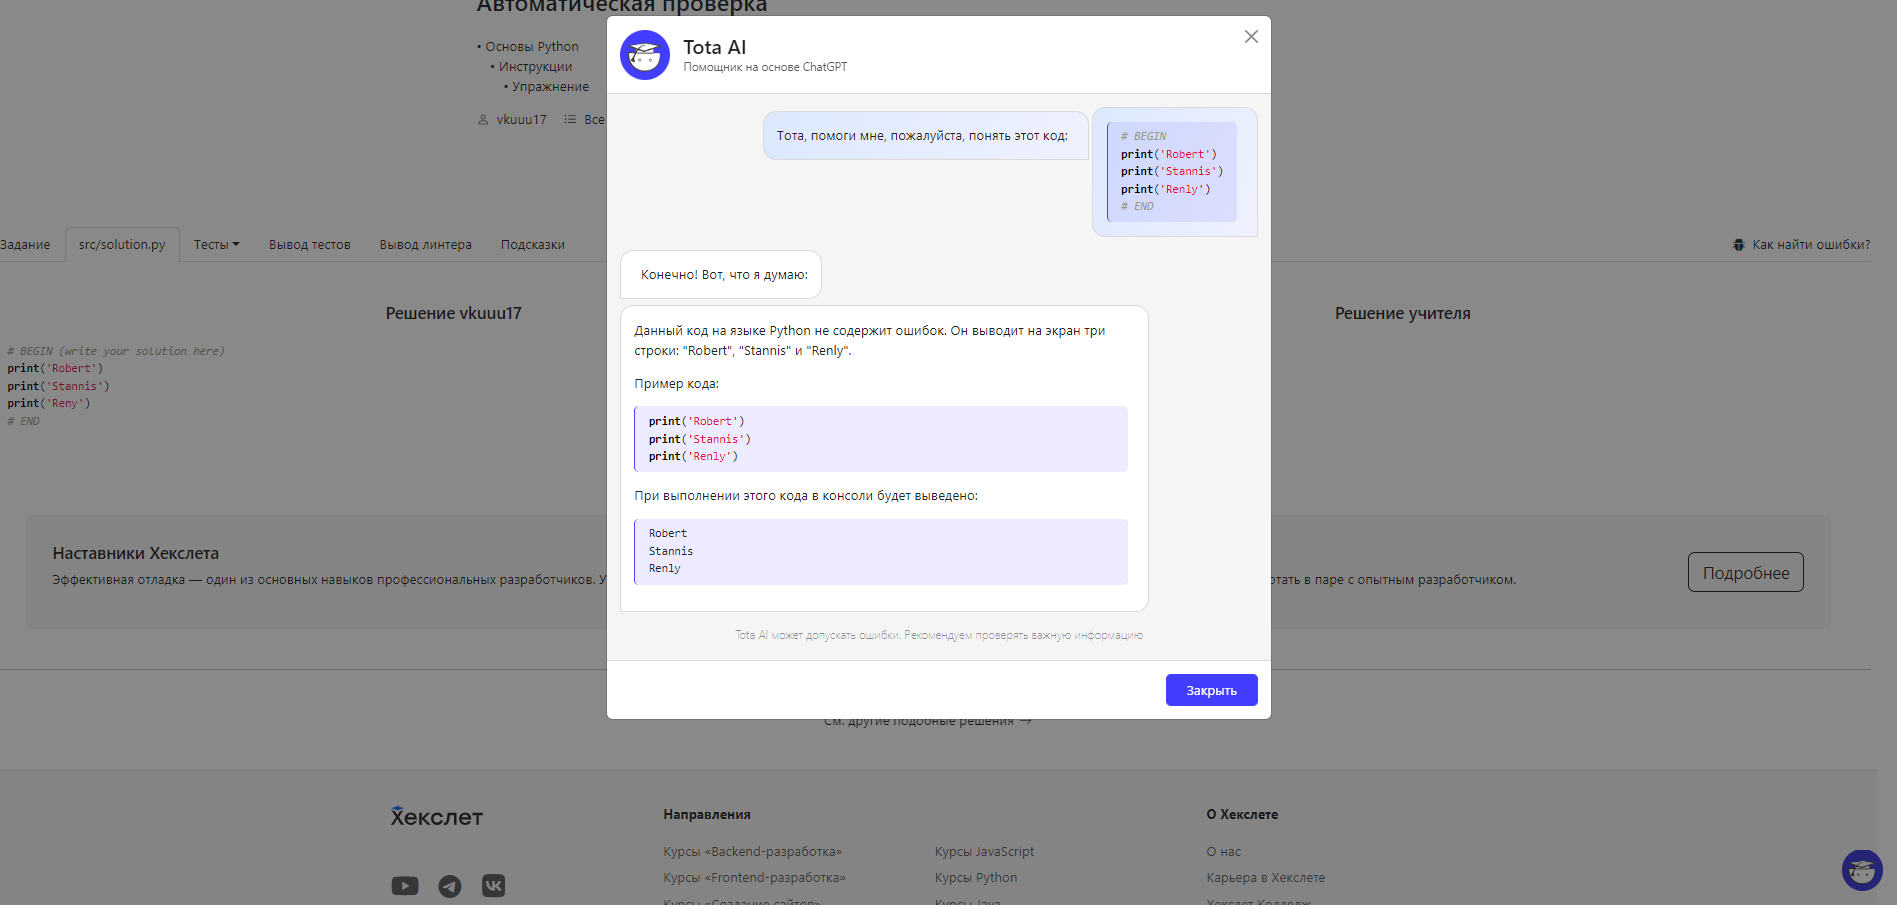 Автоматическая проверка
• Основы Python
• Инструкции
• Упражнение
vkuuu17 Все
Tota AI
Помощник на основе ChatGPT
Тота, помоги мне, пожалуйста, понять этот код:
# BEGIN
print('Robert')
print('Stannis')
print('Renly')
# END
Конечно! Вот, что я думаю:
Данный код на языке Python не содержит ошибок. Он выводит на экран три
строки: "Robert", "Stannis" и "Renly".
Пример кода:
print('Robert')
print('Stannis')
print('Renly')
При выполнении этого кода в консоли будет выведено:
Robert
Stannis
Renly
Tota AI может допускать ошибки. Рекомендуем проверять важную информацию
Закрыть
Задание src/solution.py Тесты Вывод тестов Вывод линтера Подсказки Как найти ошибки?
Решение vkuuu17 Решение учителя
# BEGIN (write your solution here)
print('Robert')
print('Stannis')
print('Reny')
# END
Наставники Хекслета
Эффективная отладка — один из основных навыков профессиональных разработчиков. У отать в паре с опытным разработчиком.
Подробнее
См. другие подобные решения →
Хекслет Направления О Хекслете
Курсы «Backend-разработка» Курсы JavaScript О нас
Курсы «Frontend-разработка» Курсы Python Карьера в Хекслете
Курсы «Создание сайтов» Курсы Java Хекслет Колледж